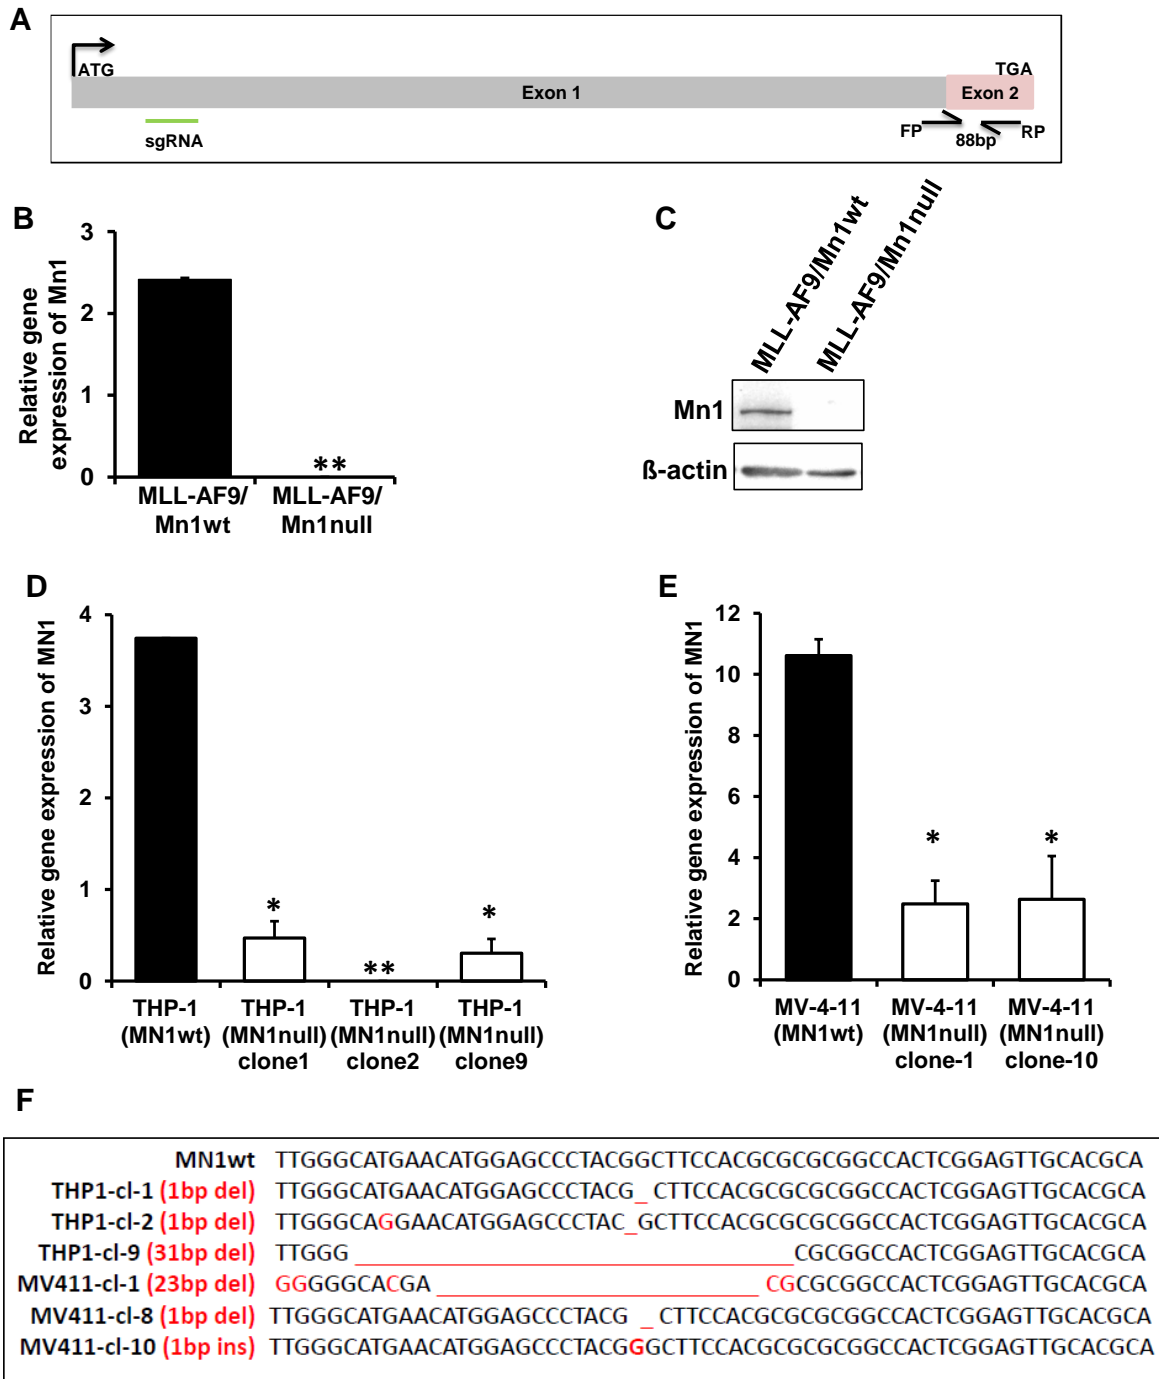 A
ATG
Exon 1
TGA
Exon 2
sgRNA
FP
88bp
RP
B
Relative gene
expression of Mn1
3
2
1
0
**
MLL-AF9/
Mn1wt
MLL-AF9/
Mn1null
C
MLL-AF9/Mn1wt
MLL-AF9/Mn1null
Mn1
ß-actin
D
Relative gene expression of MN1
4
3
2
1
0
*
**
*
THP-1
(MN1wt)
THP-1
(MN1null)
clone1
THP-1
(MN1null)
clone2
THP-1
(MN1null)
clone9
E
Relative gene expression of MN1
12
10
8
6
4
2
0
*
*
MV-4-11
(MN1wt)
MV-4-11
(MN1null)
clone-1
MV-4-11
(MN1null)
clone-10
F
MN1wt TTGGGCATGAACATGGAGCCCTACGGCTTCCACGCGCGCGGCCACTCGGAGTTGCACGCA
THP1-cl-1 (1bp del) TTGGGCATGAACATGGAGCCCTACG_CTTCCACGCGCGCGGCCACTCGGAGTTGCACGCA
THP1-cl-2 (1bp del) TTGGGCAGGAACATGGAGCCCTAC_GCTTCCACGCGCGCGGCCACTCGGAGTTGCACGCA
THP1-cl-9 (31bp del) TTGGG _______________________________ CGCGGCCACTCGGAGTTGCACGCA
MV411-cl-1 (23bp del) GGGGGGCACGA _______________________ CGCGCGGCCACTCGGAGTTGCACGCA
MV411-cl-8 (1bp del) TTGGGCATGAACATGGAGCCCTACG _ CTTCCACGCGCGCGGCCACTCGGAGTTGCACGCA
MV411-cl-10 (1bp ins) TTGGGCATGAACATGGAGCCCTACGGGCTTCCACGCGCGCGGCCACTCGGAGTTGCACGCA